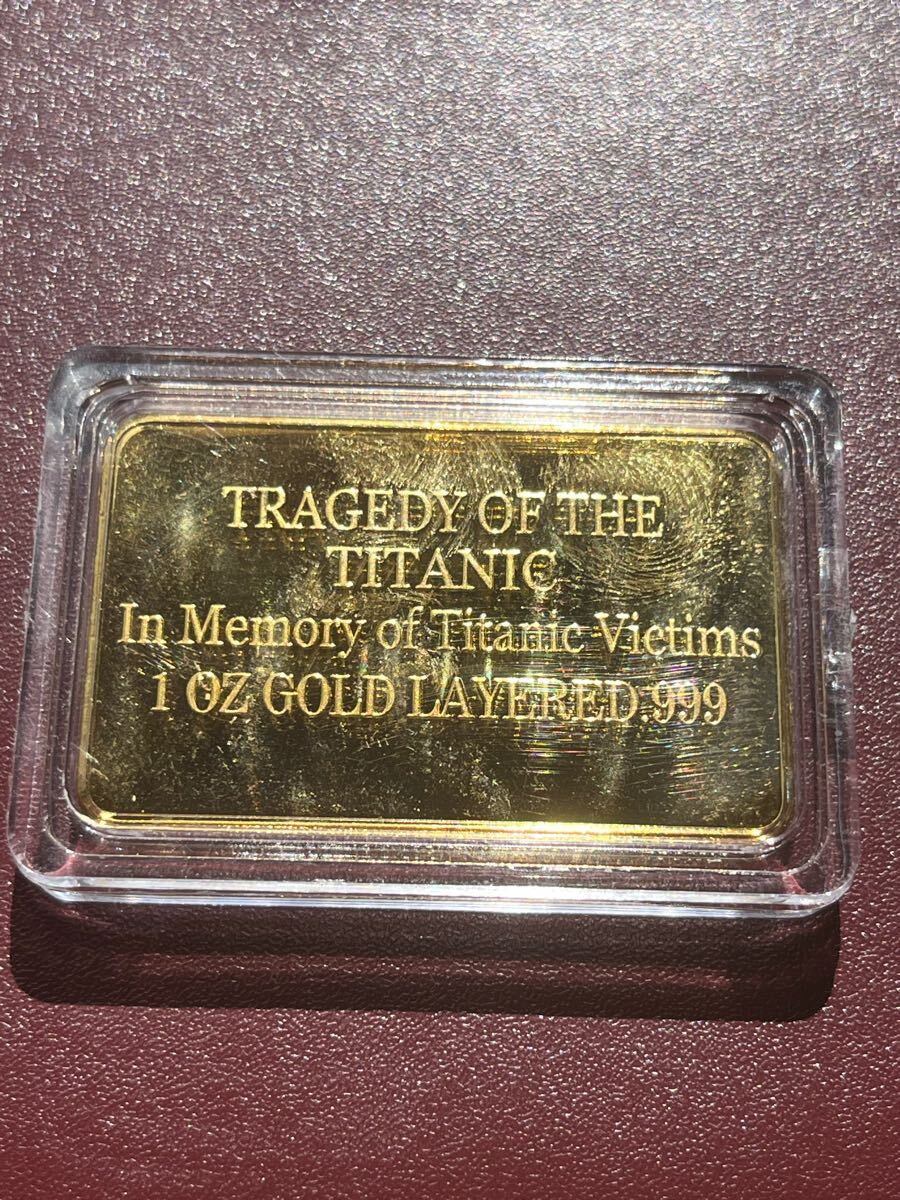 TRAGEDY OF THE
TITANIC
In Memory of Titanic Victims
1 OZ GOLD LAYERED .999